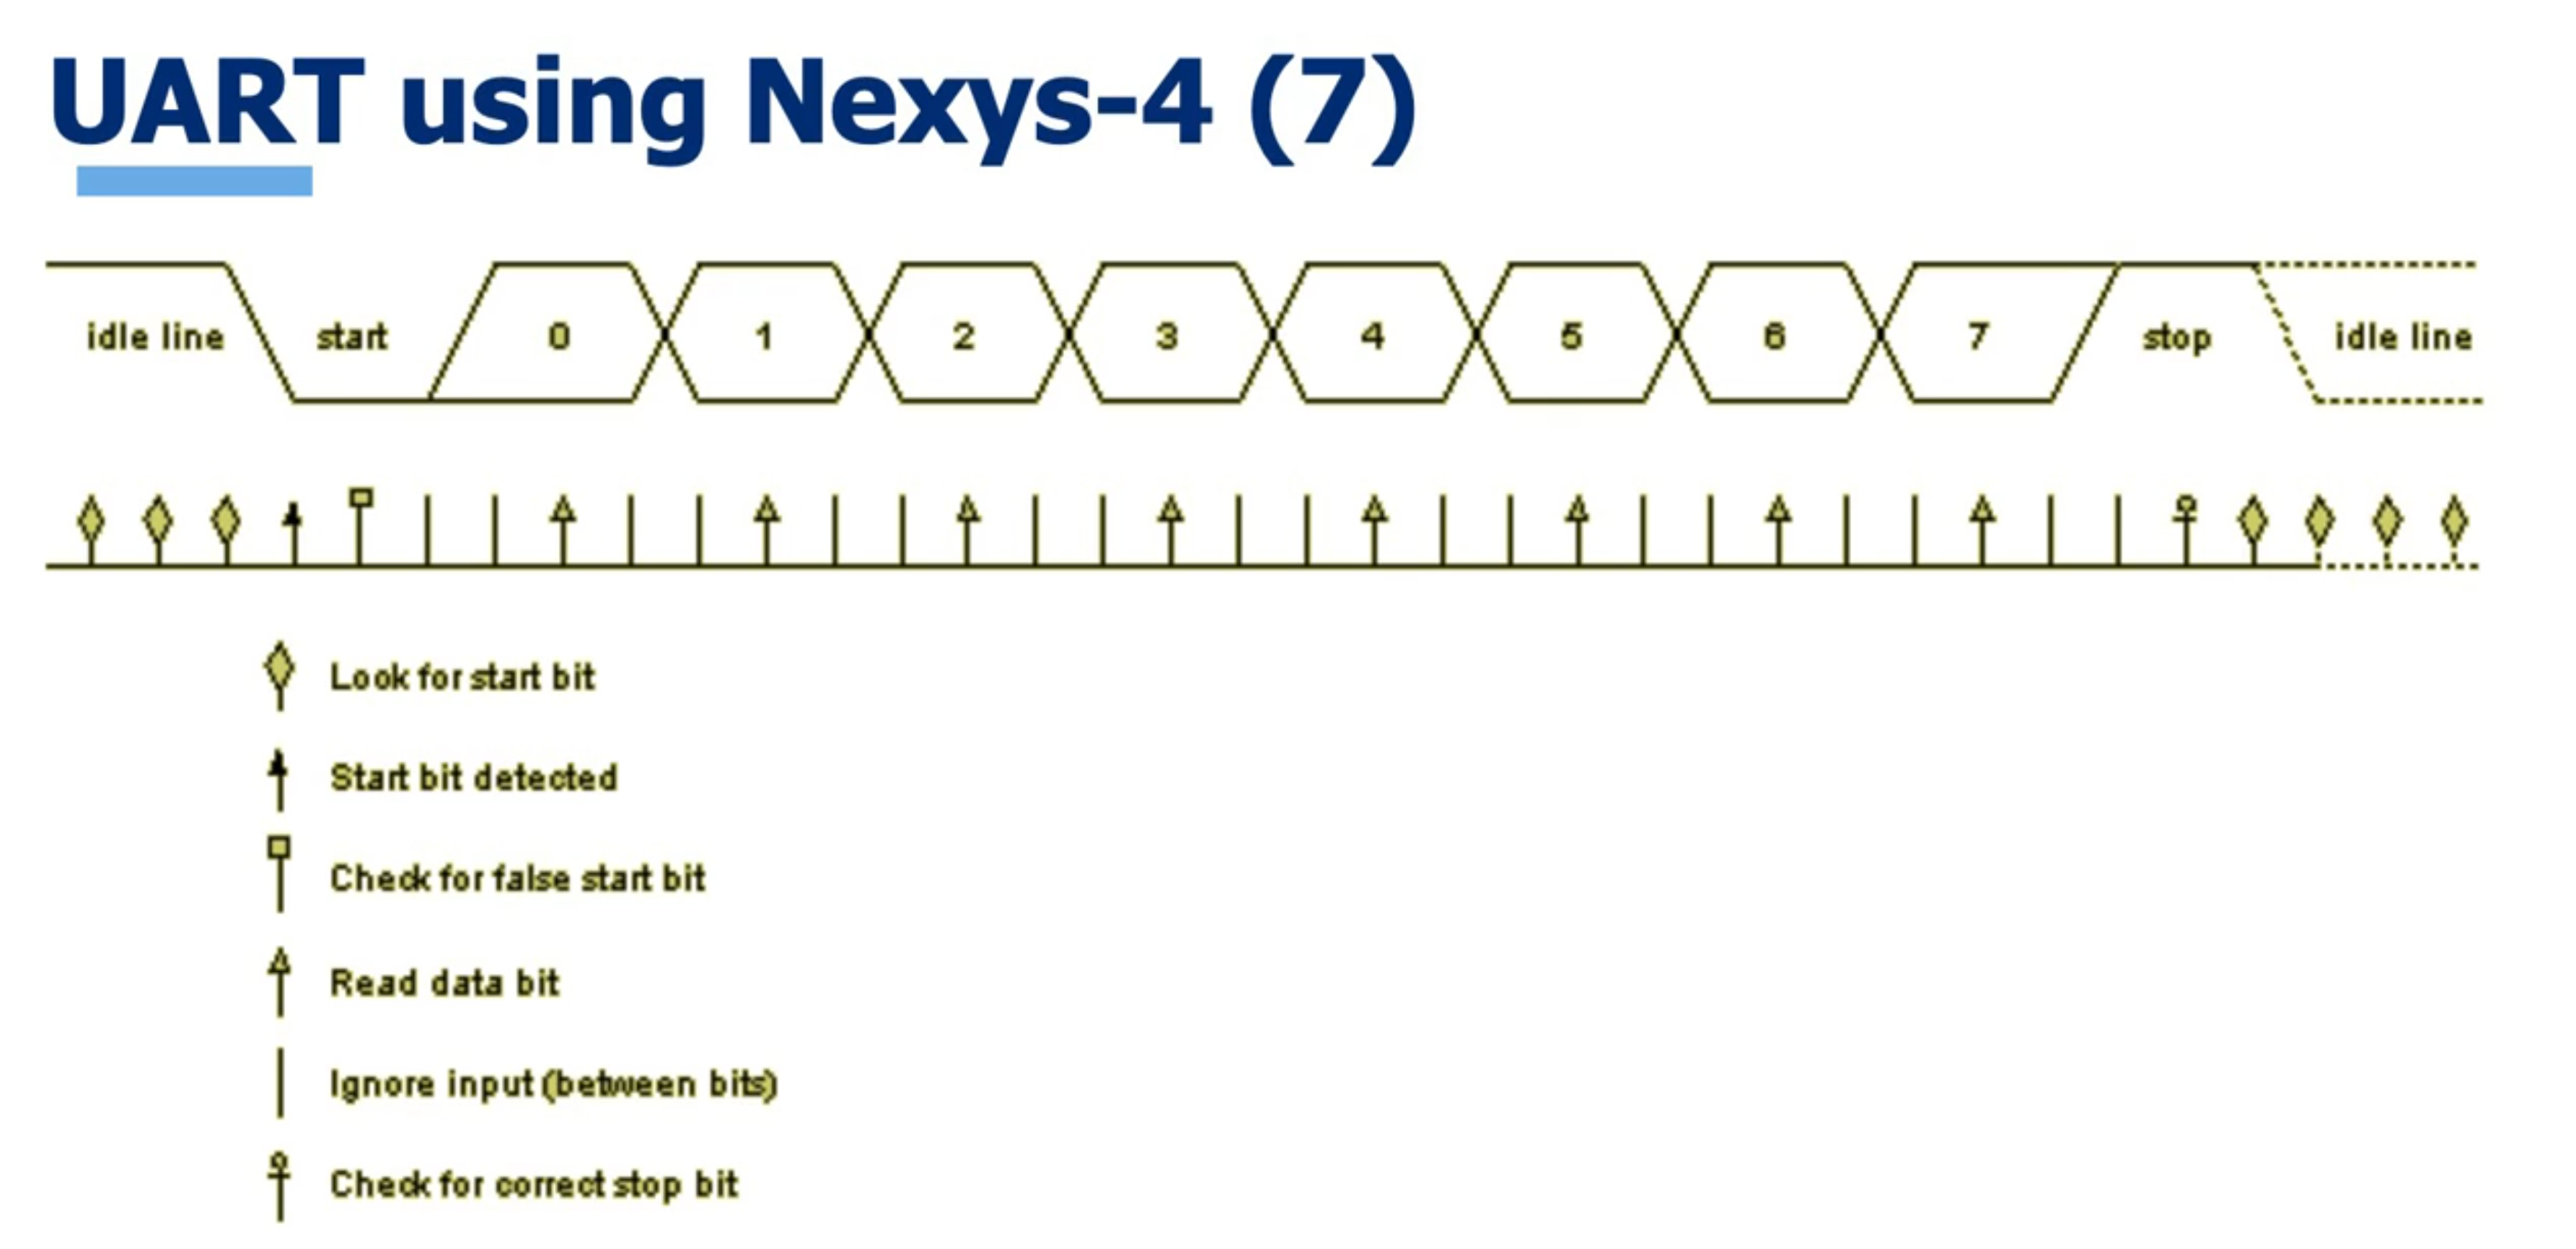 UART using Nexys-4 (7)
idle line start 0 1 2 3 4 5 6 7 stop idle line
Look for start bit
Start bit detected
Check for false start bit
Read data bit
Ignore input (between bits)
Check for correct stop bit